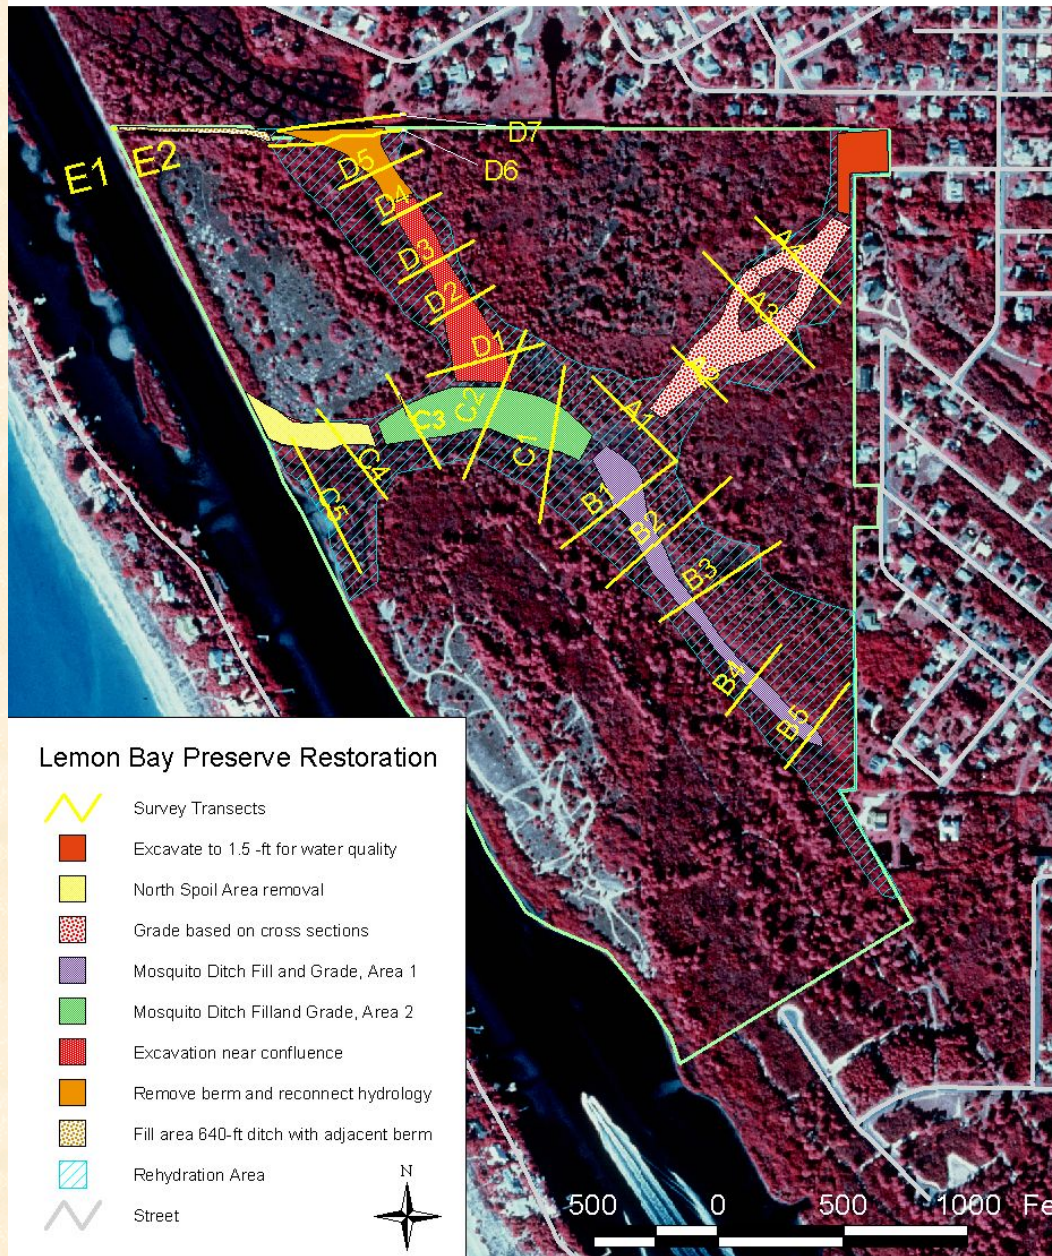 D7
E1
E2
D5
D6
D4
D3
A3
D2
D1
C2
C3
A1
C1
C4
C5
B1
B2
B3
B4
B5
Lemon Bay Preserve Restoration
Survey Transects
Excavate to 1.5 -ft for water quality
North Spoil Area removal
Grade based on cross sections
Mosquito Ditch Fill and Grade, Area 1
Mosquito Ditch Filland Grade, Area 2
Excavation near confluence
Remove berm and reconnect hydrology
Fill area 640-ft ditch with adjacent berm
Rehydration Area
Street
N
500 0 500 1000 Fe